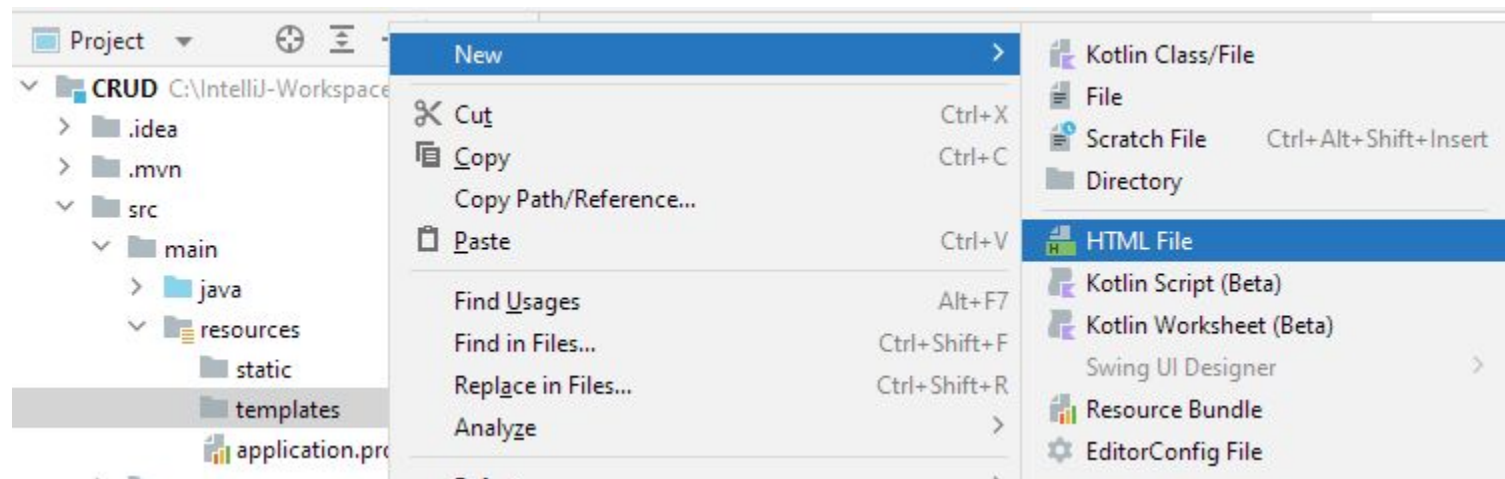 Project
CRUD C:\IntelliJ-Workspace
.idea
.mvn
src
main
java
resources
static
templates
application.pro
New
Cut Ctrl+X
Copy Ctrl+C
Copy Path/Reference...
Paste Ctrl+V
Find Usages Alt+F7
Find in Files... Ctrl+Shift+F
Replace in Files... Ctrl+Shift+R
Analyze
Kotlin Class/File
File
Scratch File Ctrl+Alt+Shift+Insert
Directory
HTML File
Kotlin Script (Beta)
Kotlin Worksheet (Beta)
Swing UI Designer
Resource Bundle
EditorConfig File